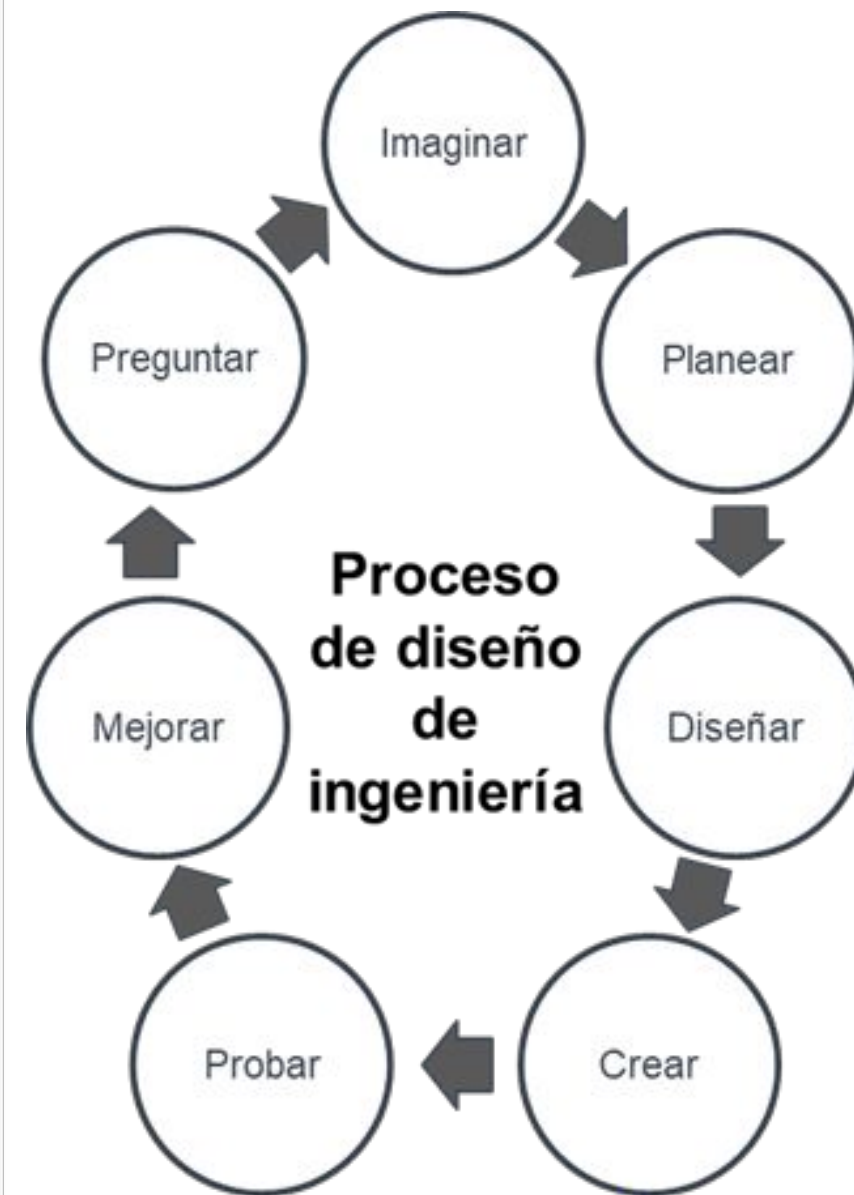 Imaginar
Preguntar
Planear
Proceso
de diseño
de
ingeniería
Mejorar
Diseñar
Probar
Crear